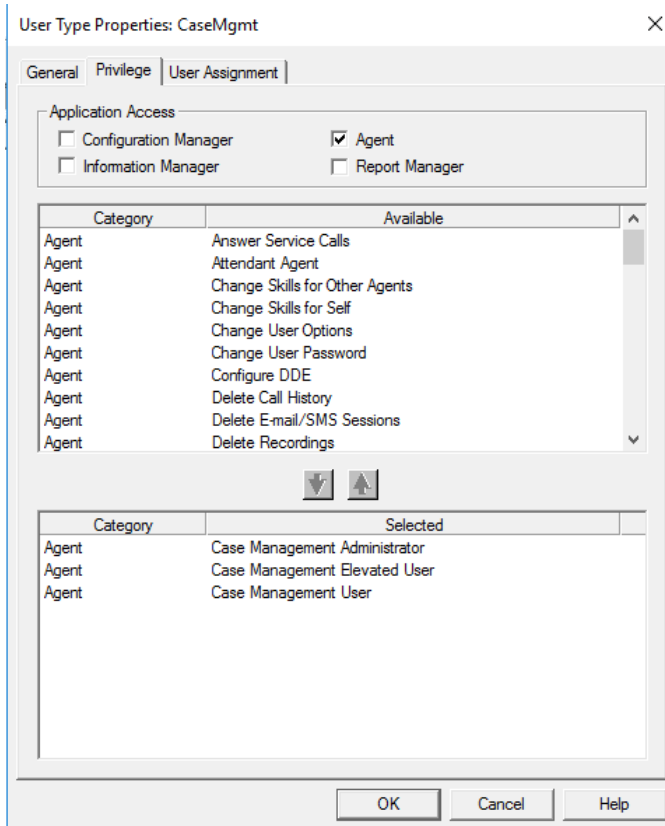 User Type Properties: CaseMgmt
General Privilege User Assignment
Application Access
Configuration Manager Agent
Information Manager Report Manager
Category Available
Agent Answer Service Calls
Agent Attendant Agent
Agent Change Skills for Other Agents
Agent Change Skills for Self
Agent Change User Options
Agent Change User Password
Agent Configure DDE
Agent Delete Call History
Agent Delete E-mail/SMS Sessions
Agent Delete Recordings
Category Selected
Agent Case Management Administrator
Agent Case Management Elevated User
Agent Case Management User
OK Cancel Help